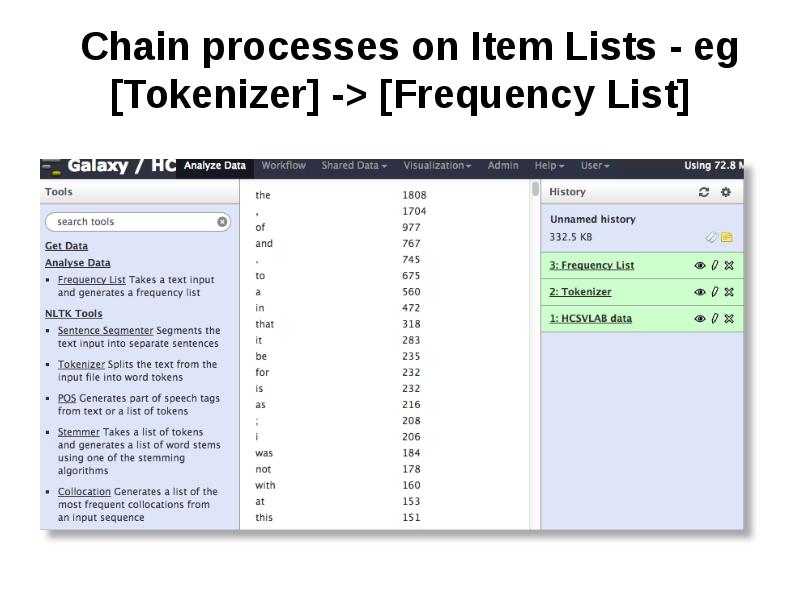 Chain processes on Item Lists - eg
[Tokenizer] -> [Frequency List]
Galaxy / HC Analyze Data Workflow Shared Data Visualization Admin Help User Using 72.8 M
Tools
search tools
Get Data
Analyse Data
Frequency List Takes a text input
and generates a frequency list
NLTK Tools
Sentence Segmenter Segments the
text input into separate sentences
Tokenizer Splits the text from the
input file into word tokens
POS Generates part of speech tags
from text or a list of tokens
Stemmer Takes a list of tokens
and generates a list of word stems
using one of the stemming
algorithms
Collocation Generates a list of the
most frequent collocations from
an input sequence
the 1808
, 1704
of 977
and 767
. 745
to 675
a 560
in 472
that 318
it 283
be 235
for 232
is 232
as 216
; 208
i 206
was 184
not 178
with 160
at 153
this 151
History
Unnamed history
332.5 KB
3: Frequency List
2: Tokenizer
1: HCSVLAB data